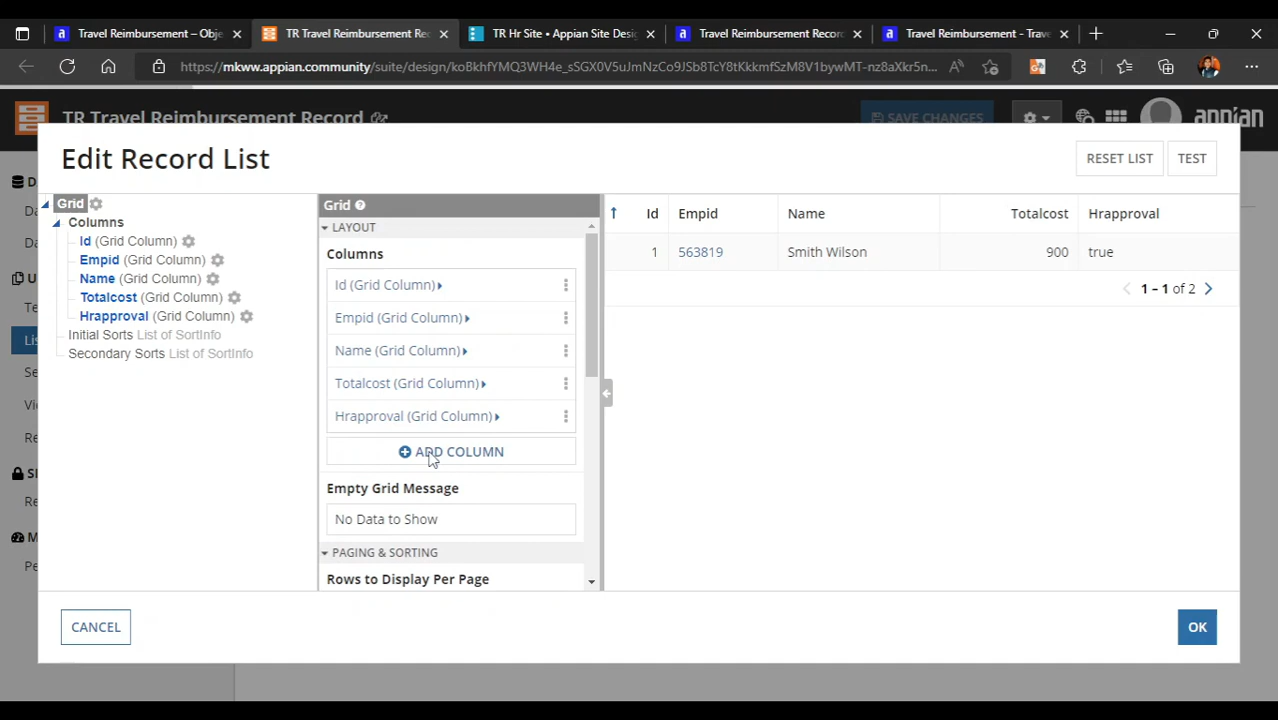 Travel Reimbursement – Obje
TR Travel Reimbursement Rec
TR Hr Site • Appian Site Desig
Travel Reimbursement Record
Travel Reimbursement - Trave
https://mkww.appian.community/suite/design/koBkhfYMQ3WH4e_sSGX0V5uJmNzCo9JSb8TcY8tKkkmfSzM8V1bywMT-nz8aXkr5n...
TR Travel Reimbursement Record
SAVE CHANGES
appian
Edit Record List
RESET LIST
TEST
Grid
Columns
Id (Grid Column)
Empid (Grid Column)
Name (Grid Column)
Totalcost (Grid Column)
Hrapproval (Grid Column)
Initial Sorts List of SortInfo
Secondary Sorts List of SortInfo
Grid
LAYOUT
Columns
Id (Grid Column)
Empid (Grid Column)
Name (Grid Column)
Totalcost (Grid Column)
Hrapproval (Grid Column)
ADD COLUMN
Empty Grid Message
No Data to Show
PAGING & SORTING
Rows to Display Per Page
Id Empid Name Totalcost Hrapproval
1 563819 Smith Wilson 900 true
1 – 1 of 2
CANCEL
OK